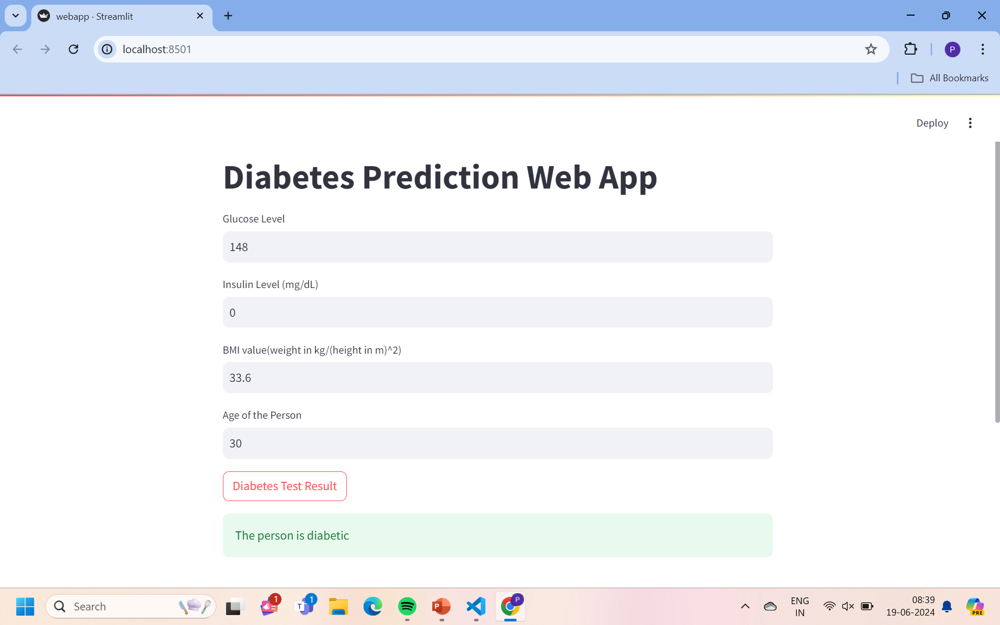 webapp · Streamlit
localhost:8501
P
All Bookmarks
Deploy
Diabetes Prediction Web App
Glucose Level
148
Insulin Level (mg/dL)
0
BMI value(weight in kg/(height in m)^2)
33.6
Age of the Person
30
Diabetes Test Result
The person is diabetic
Search
1
T
1
P
P
ENG
IN
08:39
19-06-2024
PRE